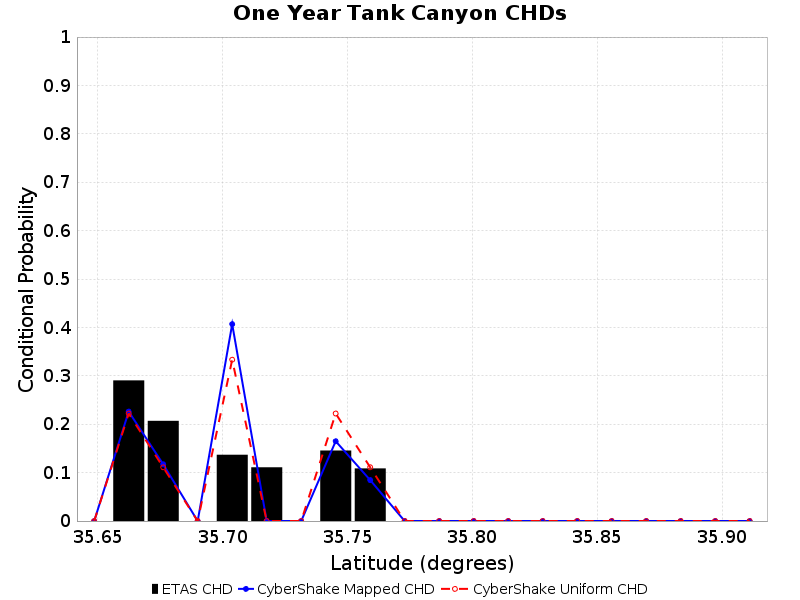 One Year Tank Canyon CHDs
1
0.9
0.8
0.7
0.6
0.5
0.4
0.3
0.2
0.1
0
Conditional Probability
35.65 35.70 35.75 35.80 35.85 35.90
Latitude (degrees)
ETAS CHD CyberShake Mapped CHD CyberShake Uniform CHD